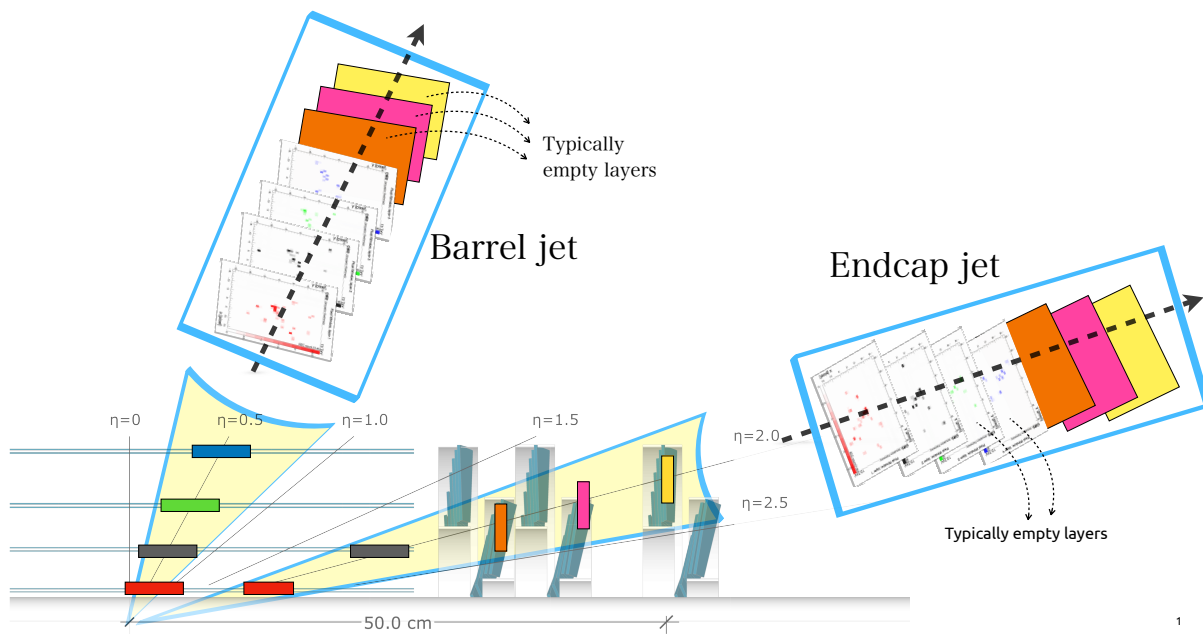 Typically
empty layers
Barrel jet
Endcap jet
η=0
η=0.5
η=1.0
η=1.5
η=2.0
η=2.5
Typically empty layers
50.0 cm
1